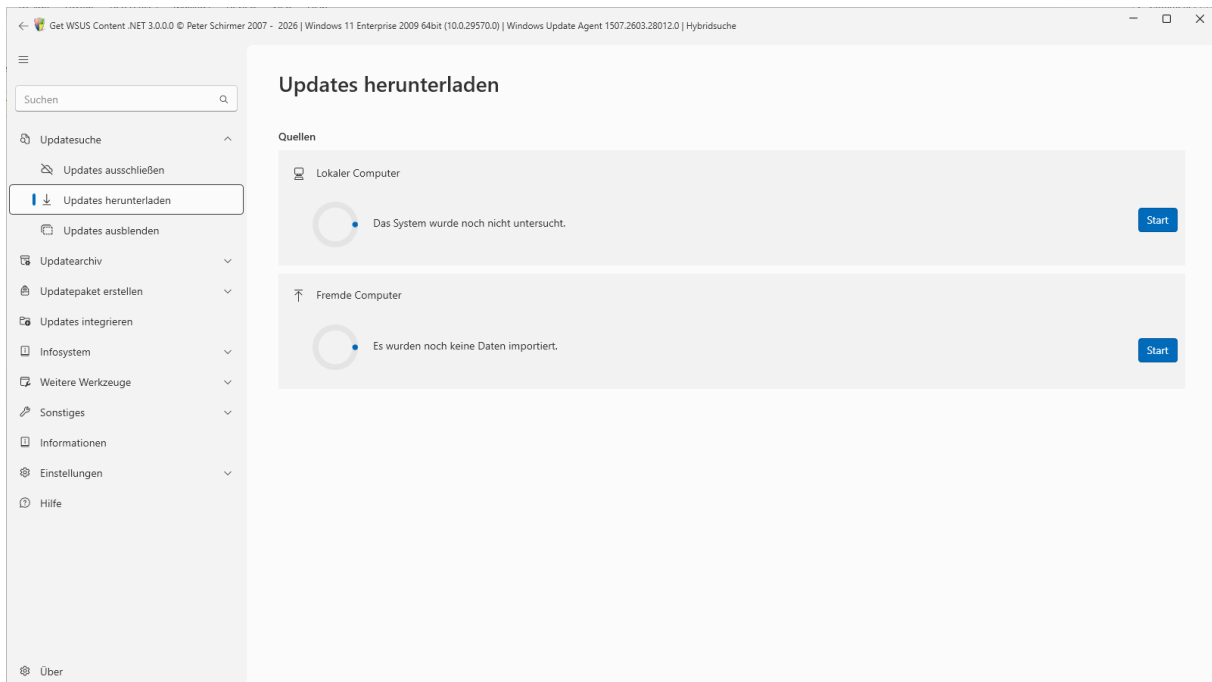 Get WSUS Content .NET 3.0.0.0 © Peter Schirmer 2007 - 2026 | Windows 11 Enterprise 2009 64bit (10.0.29570.0) | Windows Update Agent 1507.2603.28012.0 | Hybridsuche
Suchen
Updatesuche
Updates ausschließen
Updates herunterladen
Updates ausblenden
Updatearchiv
Updatepaket erstellen
Updates integrieren
Infosystem
Weitere Werkzeuge
Sonstiges
Informationen
Einstellungen
Hilfe
Über
Updates herunterladen
Quellen
Lokaler Computer
Das System wurde noch nicht untersucht.
Start
Fremde Computer
Es wurden noch keine Daten importiert.
Start